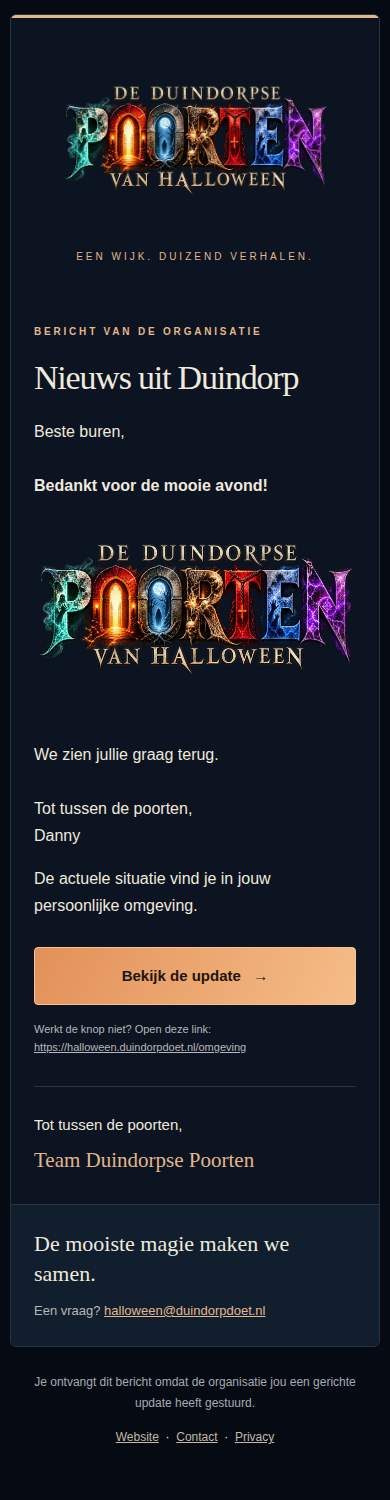 DE DUINDORPSE
POORTEN
VAN HALLOWEEN
EEN WIJK. DUIZEND VERHALEN.
BERICHT VAN DE ORGANISATIE
Nieuws uit Duindorp
Beste buren,
Bedankt voor de mooie avond!
DE DUINDORPSE
POORTEN
VAN HALLOWEEN
We zien jullie graag terug.
Tot tussen de poorten,
Danny
De actuele situatie vind je in jouw
persoonlijke omgeving.
Bekijk de update →
Werkt de knop niet? Open deze link:
https://halloween.duindorpdoet.nl/omgeving
Tot tussen de poorten,
Team Duindorpse Poorten
De mooiste magie maken we
samen.
Een vraag? halloween@duindorpdoet.nl
Je ontvangt dit bericht omdat de organisatie jou een gerichte
update heeft gestuurd.
Website · Contact · Privacy